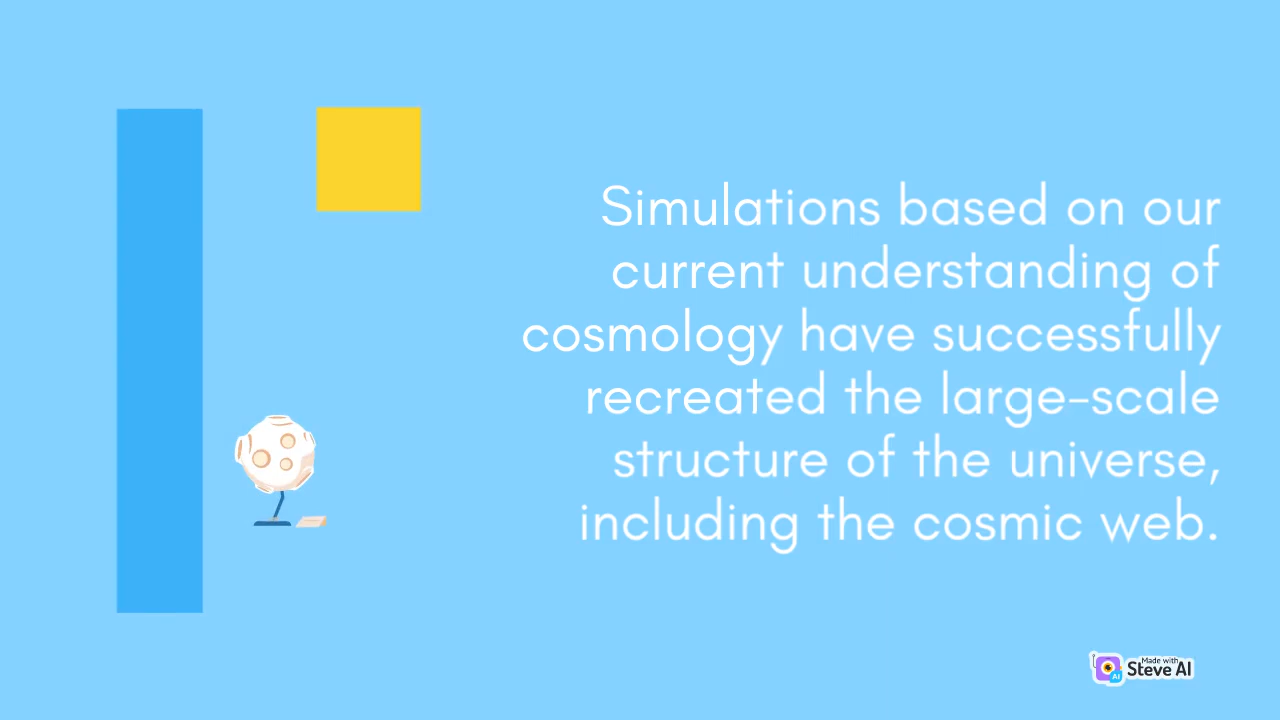 Simulations based on our
current understanding of
cosmology have successfully
recreated the large-scale
structure of the universe,
including the cosmic web.
Made with
Steve AI
AI